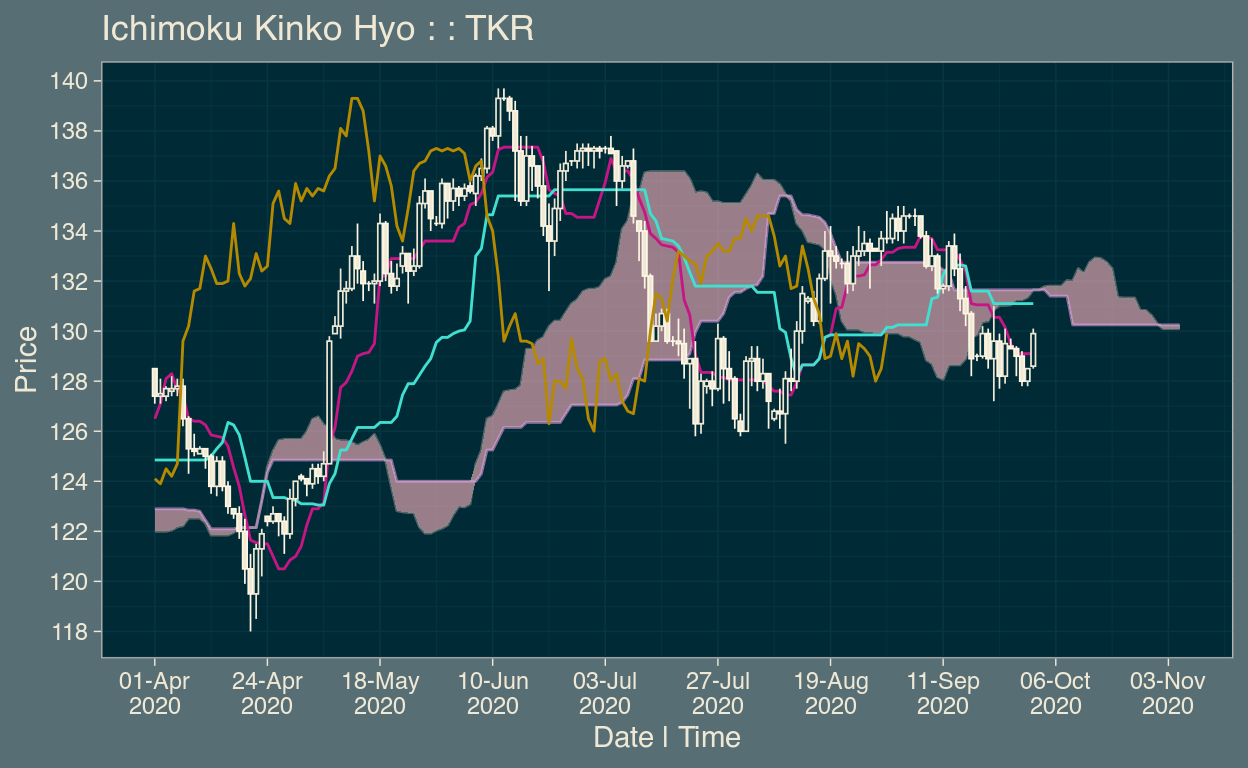 Ichimoku Kinko Hyo : : TKR
140
138
136
134
132
130
128
126
124
122
120
118
Price
01-Apr 24-Apr 18-May 10-Jun 03-Jul 27-Jul 19-Aug 11-Sep 06-Oct 03-Nov
2020 2020 2020 2020 2020 2020 2020 2020 2020 2020
Date | Time